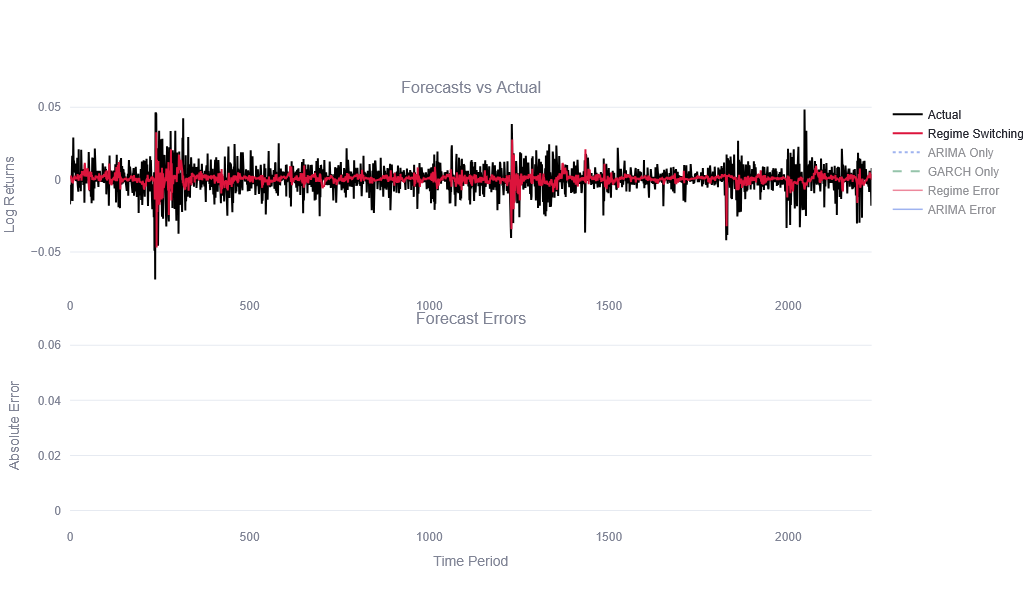 Forecasts vs Actual
0.05
0
−0.05
Log Returns
0
500
1000
1500
2000
Actual
Regime Switching
ARIMA Only
GARCH Only
Regime Error
ARIMA Error
Forecast Errors
0.06
0.04
0.02
0
Absolute Error
0
500
1000
1500
2000
Time Period